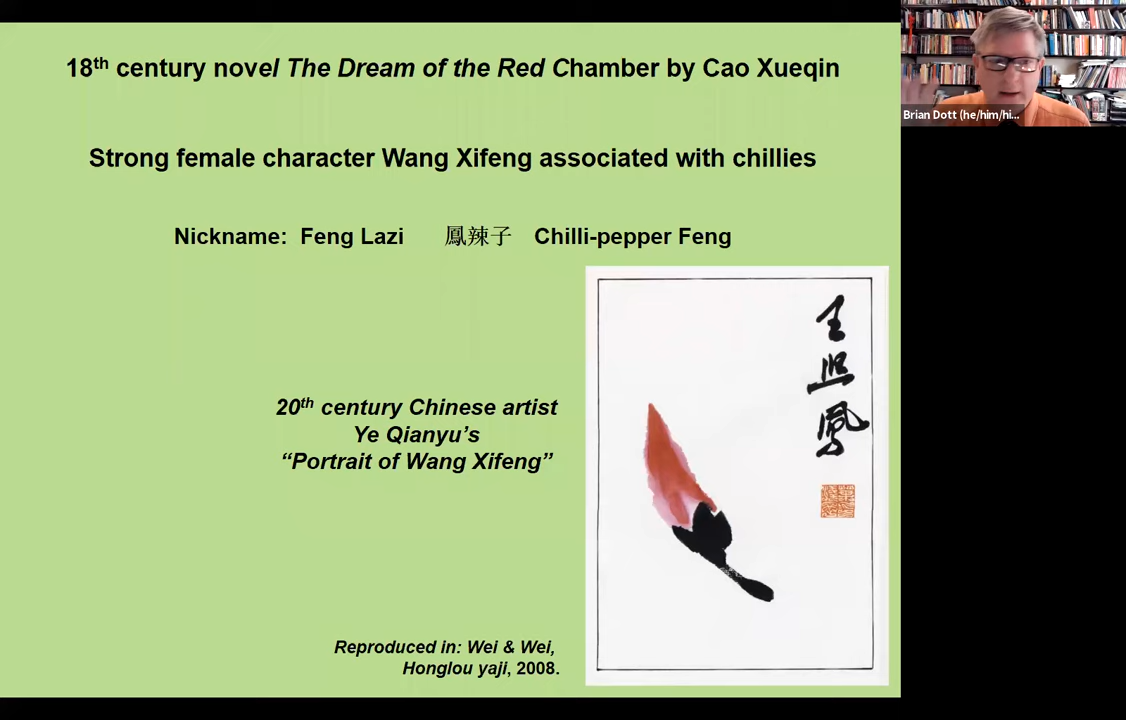 18th century novel The Dream of the Red Chamber by Cao Xueqin
Strong female character Wang Xifeng associated with chillies
Nickname: Feng Lazi 鳳辣子 Chilli-pepper Feng
20th century Chinese artist
Ye Qianyu's
“Portrait of Wang Xifeng”
王熙鳳
Reproduced in: Wei & Wei,
Honglou yaji, 2008.
Brian Dott (he/him/hi...